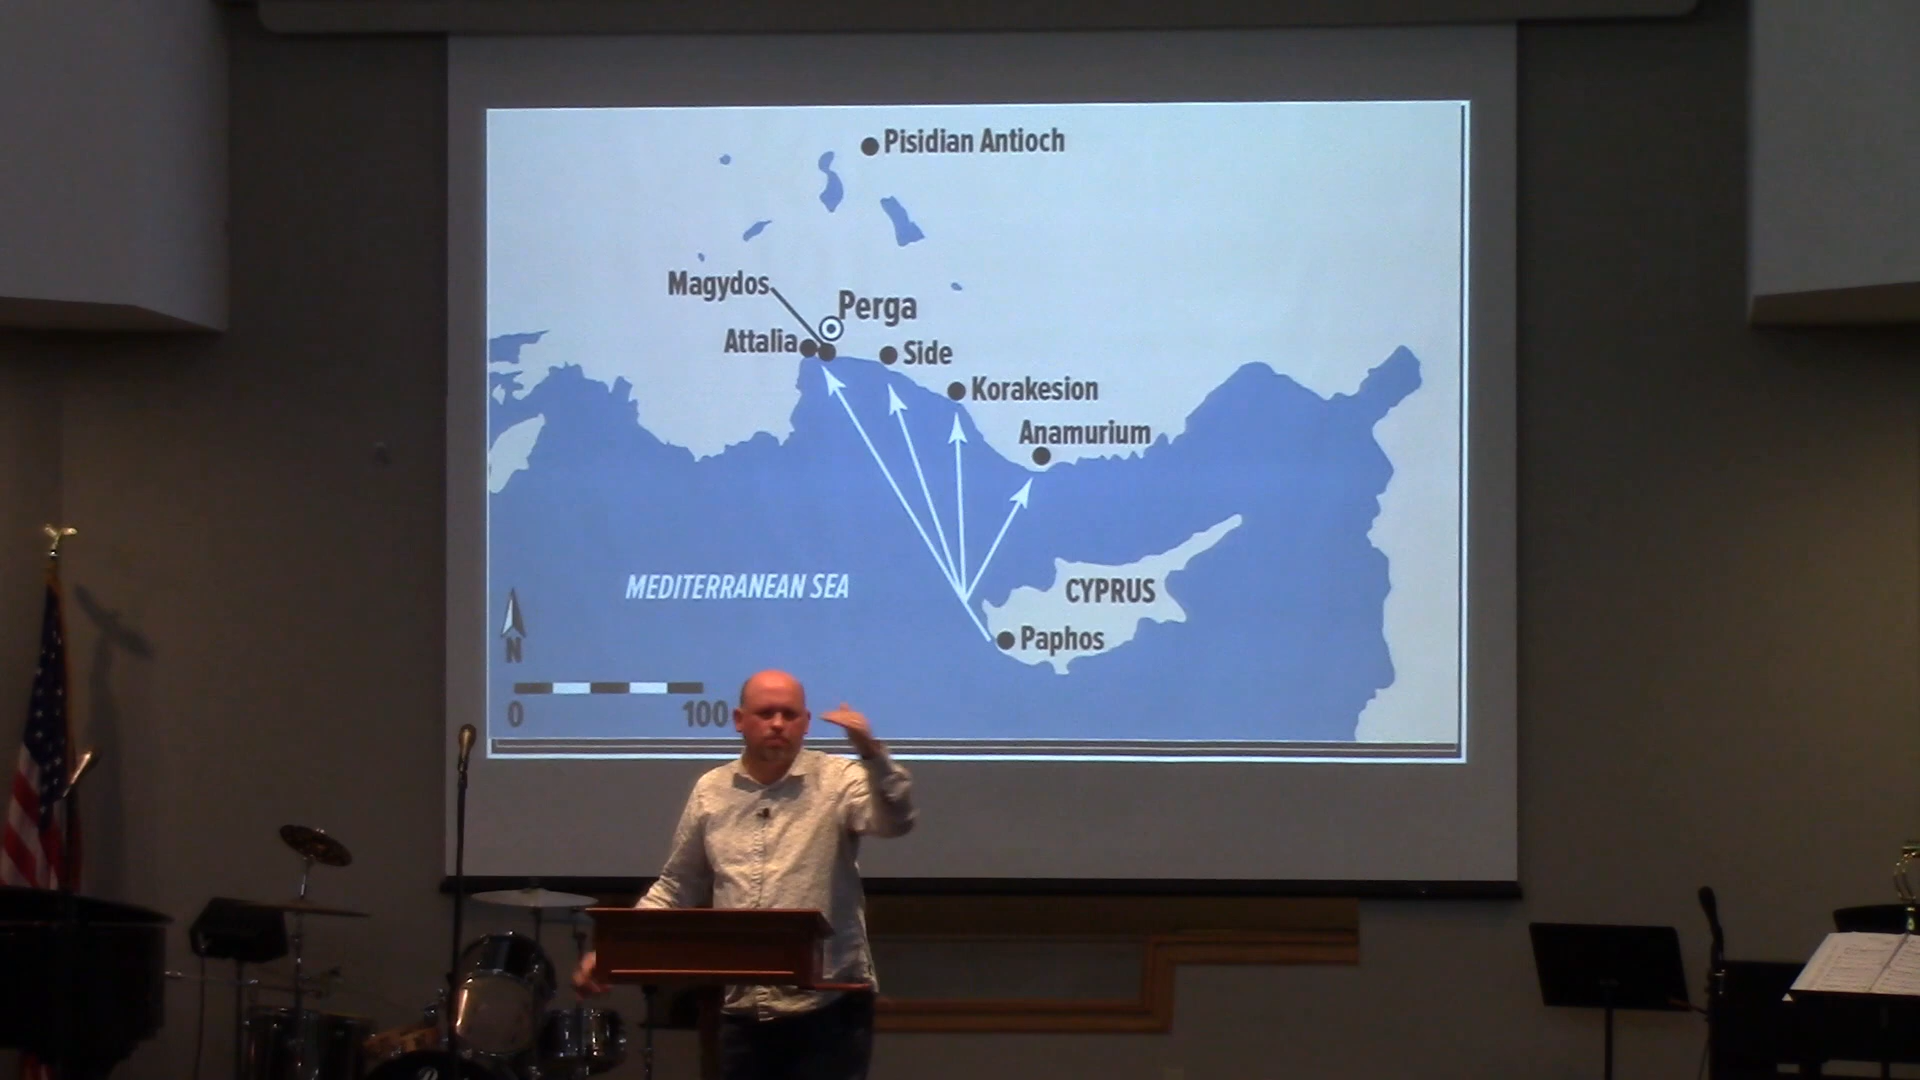 Pisidian Antioch
Magydos
Perga
Attalia
Side
Korakesion
Anamurium
MEDITERRANEAN SEA
CYPRUS
Paphos
N
0
100